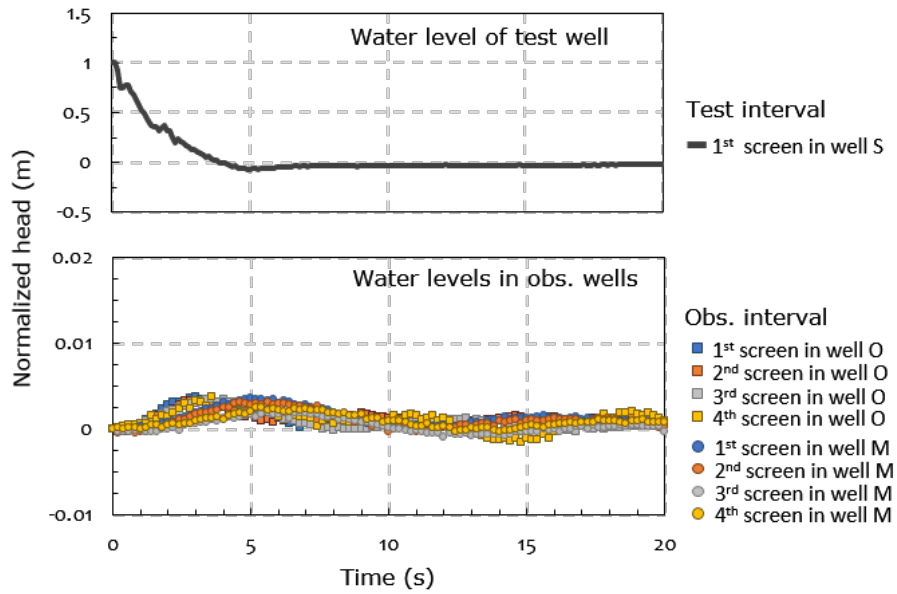 Water level of test well
1.5
1
0.5
0
-0.5
Test interval
1st screen in well S
Normalized head (m)
Water levels in obs. wells
0.02
0.01
0
-0.01
0 5 10 15 20
Time (s)
Obs. interval
1st screen in well O
2nd screen in well O
3rd screen in well O
4th screen in well O
1st screen in well M
2nd screen in well M
3rd screen in well M
4th screen in well M